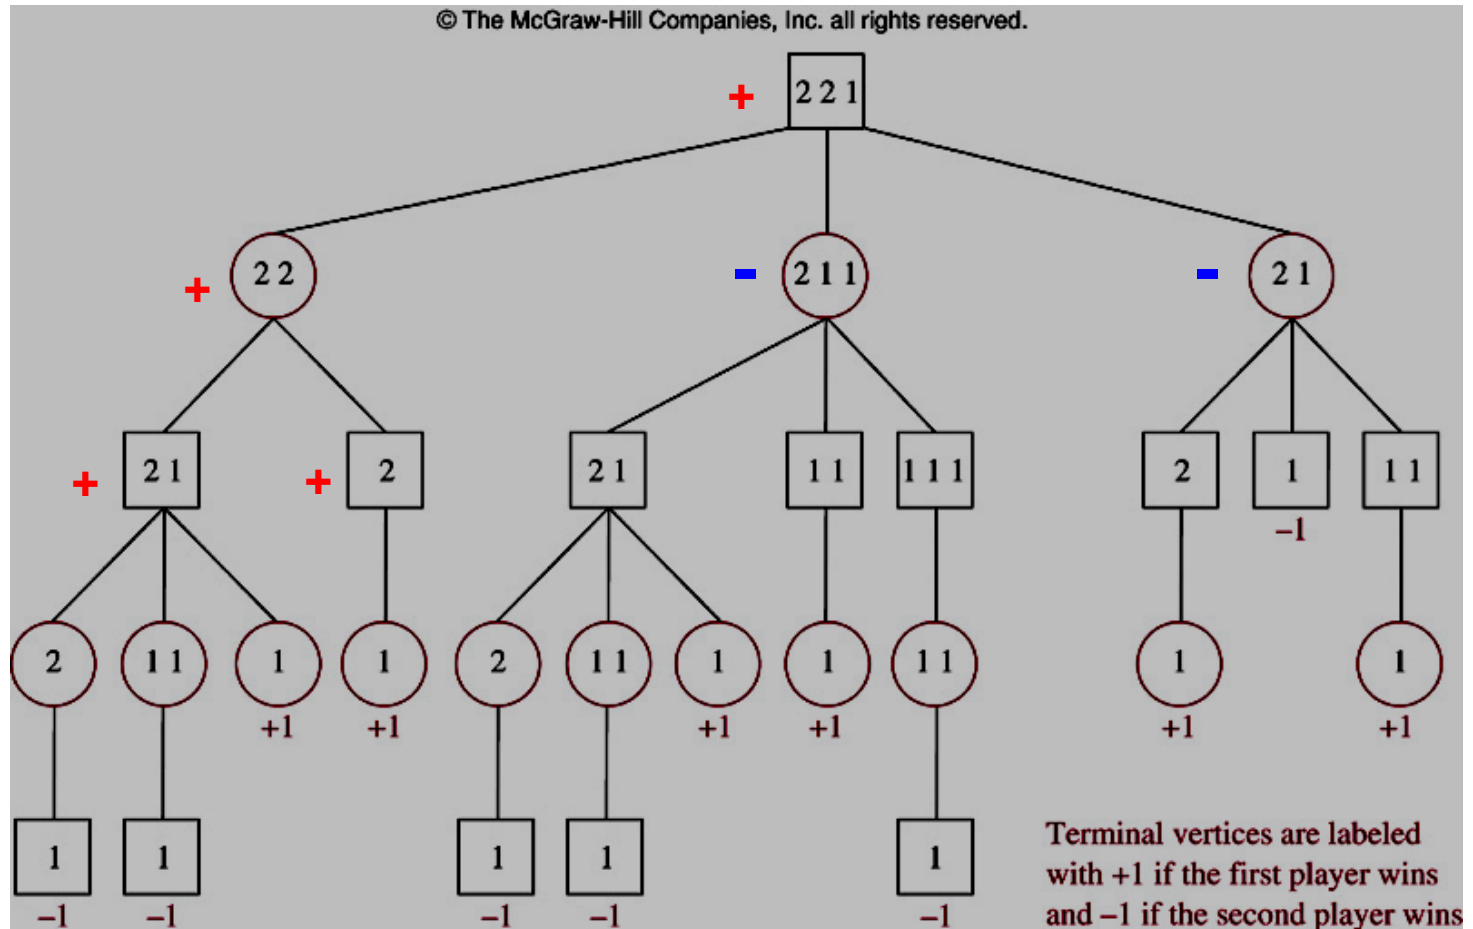 © The McGraw-Hill Companies, Inc. all rights reserved.
+ 2 2 1
+ 2 2 - 2 1 1 - 2 1
+ 2 1 + 2 2 1 1 1 1 1 1 2 1 1 1
-1
2 1 1 1 1 2 1 1 1 1 1 1 1 1
+1 +1 +1 +1 +1 +1
1 1 1 1 1
-1 -1 -1 -1 -1
Terminal vertices are labeled
with +1 if the first player wins
and -1 if the second player wins